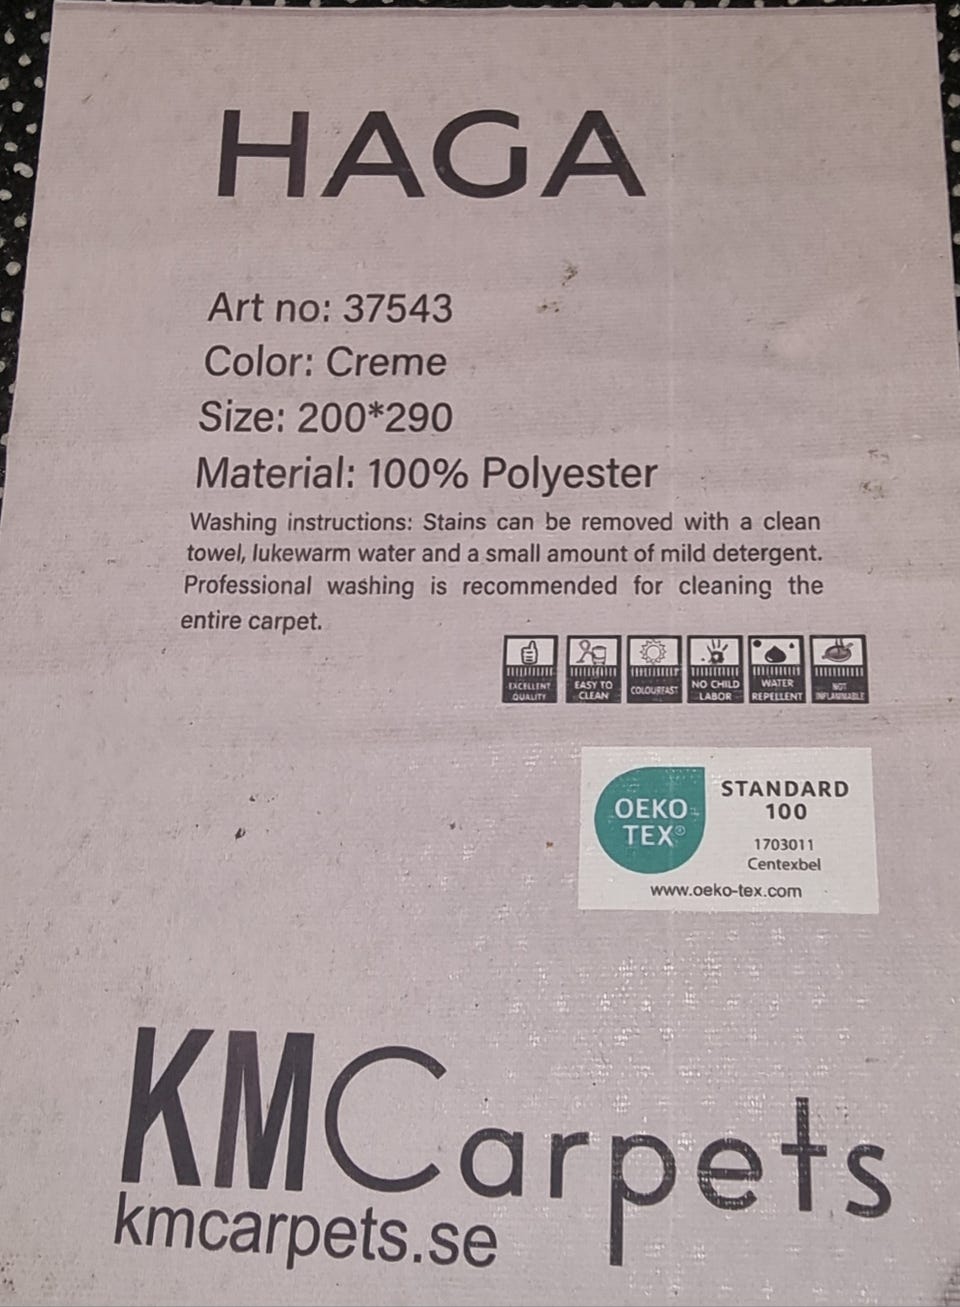 HAGA
Art no: 37543
Color: Creme
Size: 200*290
Material: 100% Polyester
Washing instructions: Stains can be removed with a clean
towel, lukewarm water and a small amount of mild detergent.
Professional washing is recommended for cleaning the
entire carpet.
EXCELLENT
QUALITY
EASY TO
CLEAN
COLOURFAST
NO CHILD
LABOR
WATER
REPELLENT
NOT
INFLAMMABLE
OEKO
TEX®
STANDARD
100
1703011
Centexbel
www.oeko-tex.com
KMCarpets
kmcarpets.se